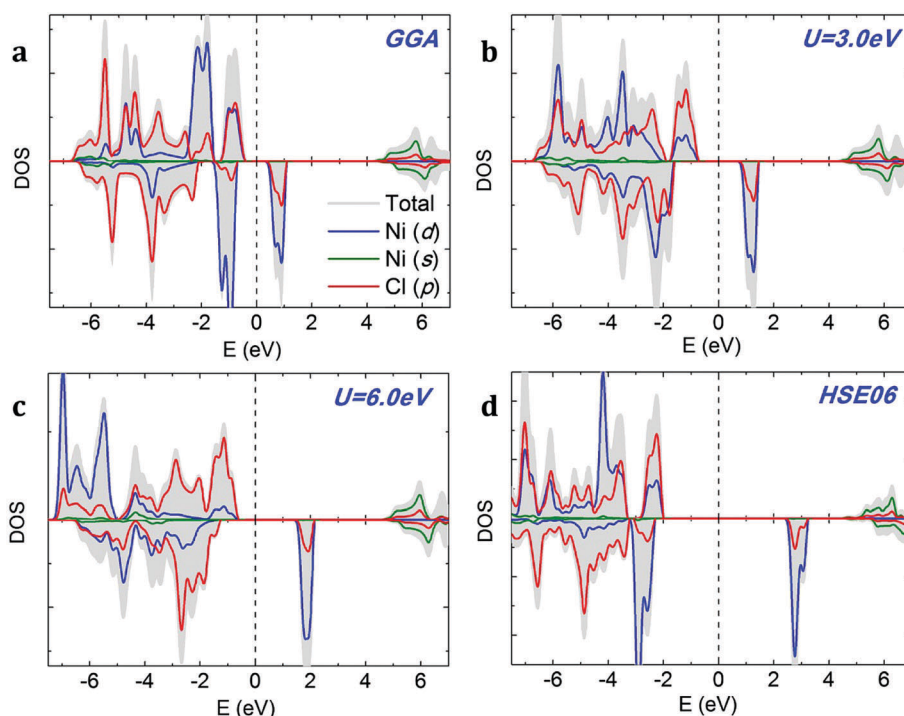 a
GGA
DOS
Total
Ni (d)
Ni (s)
Cl (p)
-6 -4 -2 0 2 4 6
E (eV)
b
U=3.0eV
DOS
-6 -4 -2 0 2 4 6
E (eV)
c
U=6.0eV
DOS
-6 -4 -2 0 2 4 6
E (eV)
d
HSE06
DOS
-6 -4 -2 0 2 4 6
E (eV)